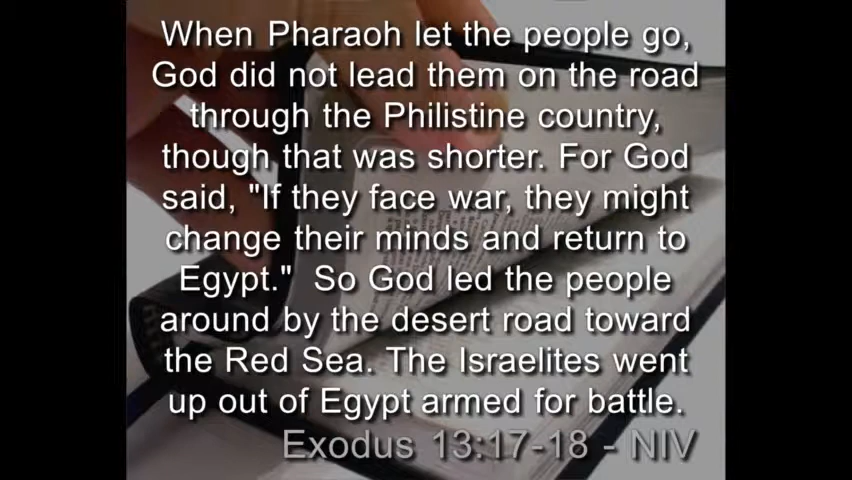 When Pharaoh let the people go,
God did not lead them on the road
through the Philistine country,
though that was shorter. For God
said, "If they face war, they might
change their minds and return to
Egypt."  So God led the people
around by the desert road toward
the Red Sea. The Israelites went
up out of Egypt armed for battle.
Exodus 13:17-18 - NIV